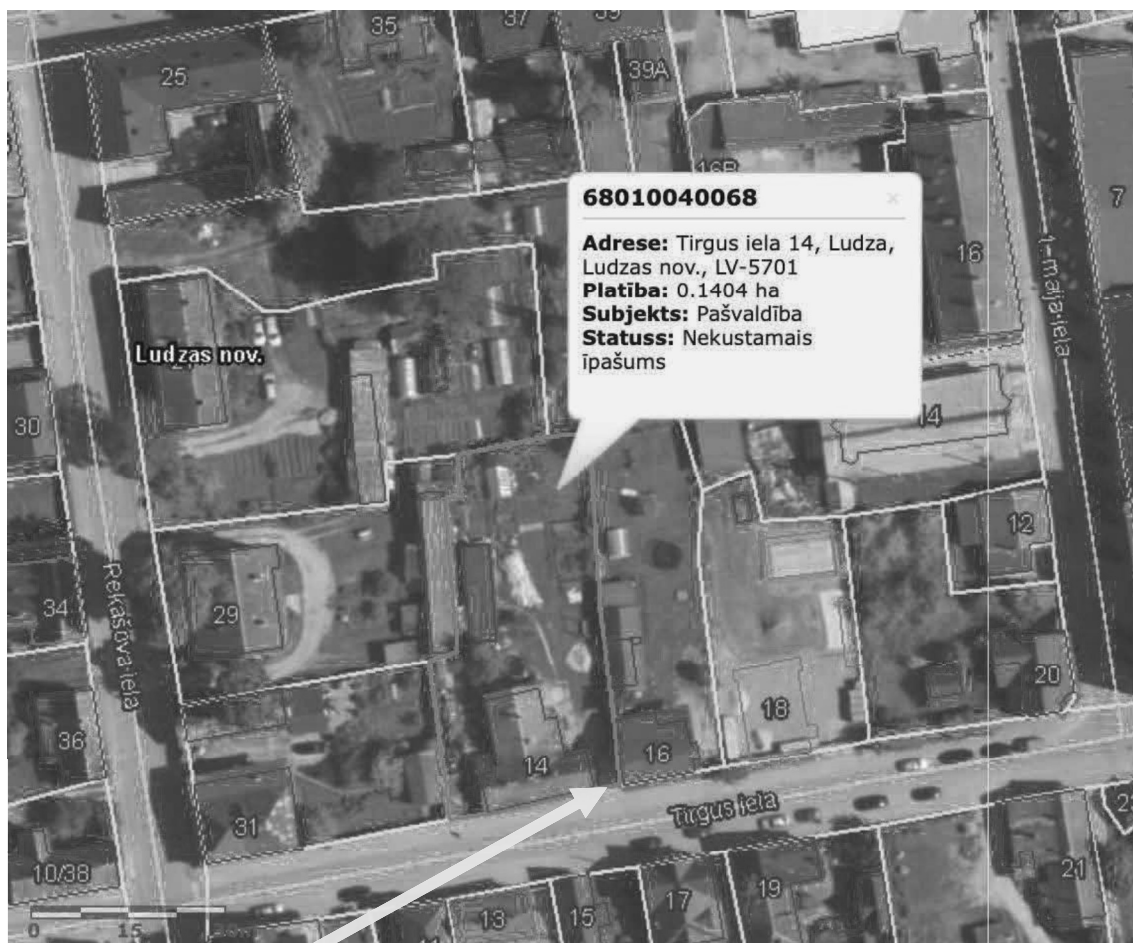 35
37
39
25
39A
16B
68010040068
Adrese: Tirgus iela 14, Ludza,
Ludzas nov., LV-5701
Platība: 0.1404 ha
Subjekts: Pašvaldība
Statuss: Nekustamais
īpašums
7
16
1. maija iela
Ludzas nov.
30
14
12
34
Rekašova iela
29
20
36
18
16
14
Tirgus iela
31
10/38
21
19
17
15
13
0
15